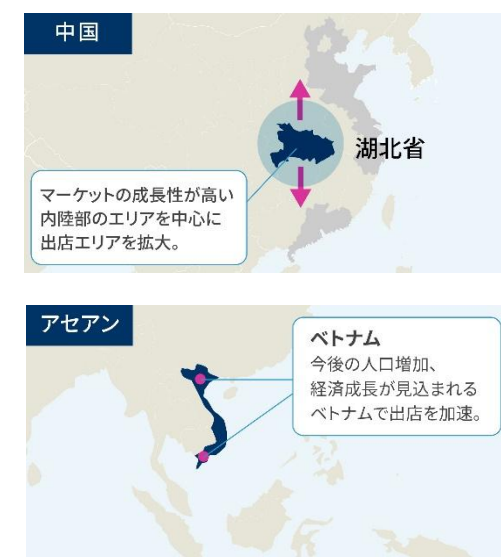 中国
湖北省
マーケットの成長性が高い
内陸部のエリアを中心に
出店エリアを拡大。
アセアン
ベトナム
今後の人口増加、
経済成長が見込まれる
ベトナムで出店を加速。